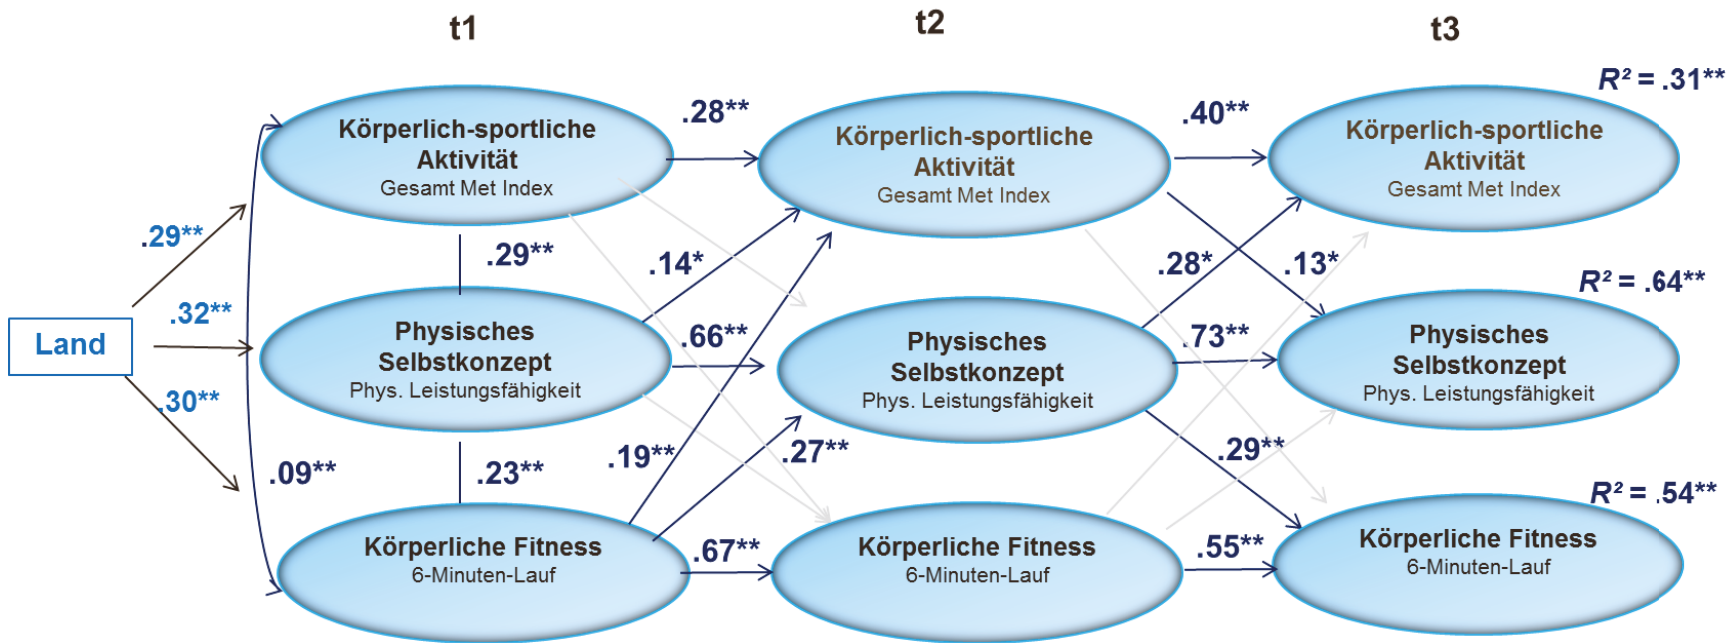 t1
t2
t3
R² = .31**
Körperlich-sportliche
Aktivität
Gesamt Met Index
.28**
Körperlich-sportliche
Aktivität
Gesamt Met Index
.40**
Körperlich-sportliche
Aktivität
Gesamt Met Index
.29**
.29**
.14*
.28*
.13*
R² = .64**
Land
.32**
Physisches
Selbstkonzept
Phys. Leistungsfähigkeit
.66**
Physisches
Selbstkonzept
Phys. Leistungsfähigkeit
.73**
Physisches
Selbstkonzept
Phys. Leistungsfähigkeit
.30**
.09**
.23**
.19**
.27**
.29**
R² = .54**
Körperliche Fitness
6-Minuten-Lauf
.67**
Körperliche Fitness
6-Minuten-Lauf
.55**
Körperliche Fitness
6-Minuten-Lauf